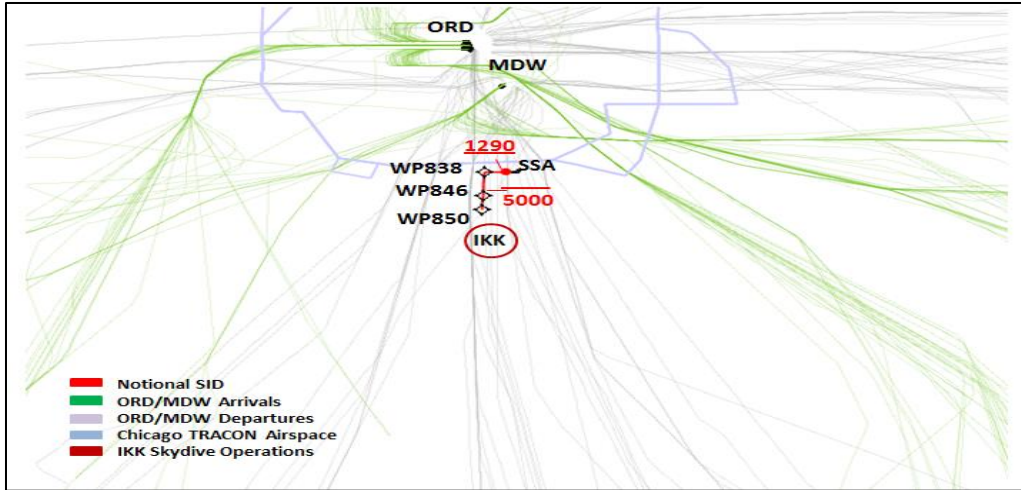 ORD
MDW
1290
WP838
SSA
WP846
5000
WP850
IKK
Notional SID
ORD/MDW Arrivals
ORD/MDW Departures
Chicago TRACON Airspace
IKK Skydive Operations